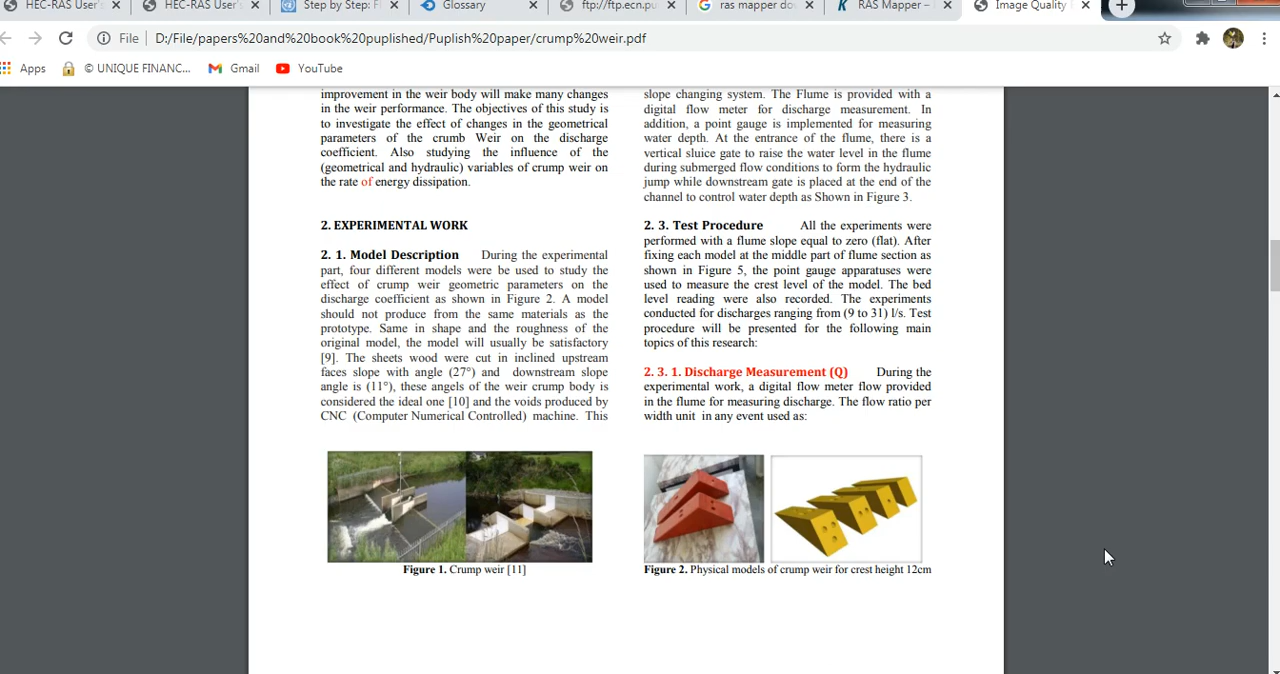 HEC-RAS User's
HEC-RAS User's
Step by Step: F
Glossary
ftp://ftp.ecn.pu
ras mapper do
RAS Mapper –
Image Quality
File
D:/File/papers%20and%20book%20puplished/Puplish%20paper/crump%20weir.pdf
Apps
© UNIQUE FINANC...
Gmail
YouTube
improvement in the weir body will make many changes
in the weir performance. The objectives of this study is
to investigate the effect of changes in the geometrical
parameters of the crumb Weir on the discharge
coefficient. Also studying the influence of the
(geometrical and hydraulic) variables of crump weir on
the rate of energy dissipation.
2. EXPERIMENTAL WORK
2. 1. Model Description During the experimental
part, four different models were be used to study the
effect of crump weir geometric parameters on the
discharge coefficient as shown in Figure 2. A model
should not produce from the same materials as the
prototype. Same in shape and the roughness of the
original model, the model will usually be satisfactory
[9]. The sheets wood were cut in inclined upstream
faces slope with angle (27°) and downstream slope
angle is (11°), these angels of the weir crump body is
considered the ideal one [10] and the voids produced by
CNC (Computer Numerical Controlled) machine. This
slope changing system. The Flume is provided with a
digital flow meter for discharge measurement. In
addition, a point gauge is implemented for measuring
water depth. At the entrance of the flume, there is a
vertical sluice gate to raise the water level in the flume
during submerged flow conditions to form the hydraulic
jump while downstream gate is placed at the end of the
channel to control water depth as Shown in Figure 3.
2. 3. Test Procedure All the experiments were
performed with a flume slope equal to zero (flat). After
fixing each model at the middle part of flume section as
shown in Figure 5, the point gauge apparatuses were
used to measure the crest level of the model. The bed
level reading were also recorded. The experiments
conducted for discharges ranging from (9 to 31) l/s. Test
procedure will be presented for the following main
topics of this research:
2. 3. 1. Discharge Measurement (Q) During the
experimental work, a digital flow meter flow provided
in the flume for measuring discharge. The flow ratio per
width unit in any event used as:
Figure 1. Crump weir [11]
Figure 2. Physical models of crump weir for crest height 12cm